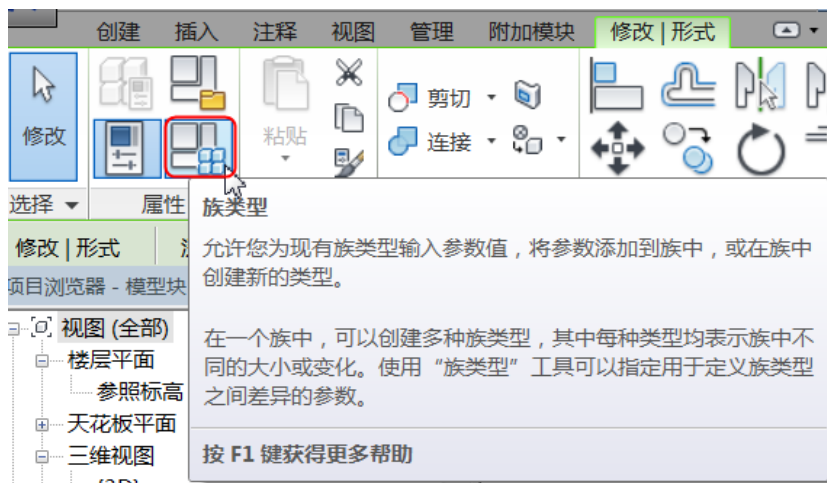 创建 插入 注释 视图 管理 附加模块 修改 | 形式
修改
粘贴
剪切
连接
选择
属性
族类型
修改 | 形式
允许您为现有族类型输入参数值，将参数添加到族中，或在族中
创建新的类型。
项目浏览器 - 模型块
视图 (全部)
在一个族中，可以创建多种族类型，其中每种类型均表示族中不
同的大小或变化。使用“族类型”工具可以指定用于定义族类型
之间差异的参数。
楼层平面
参照标高
天花板平面
三维视图
按 F1 键获得更多帮助